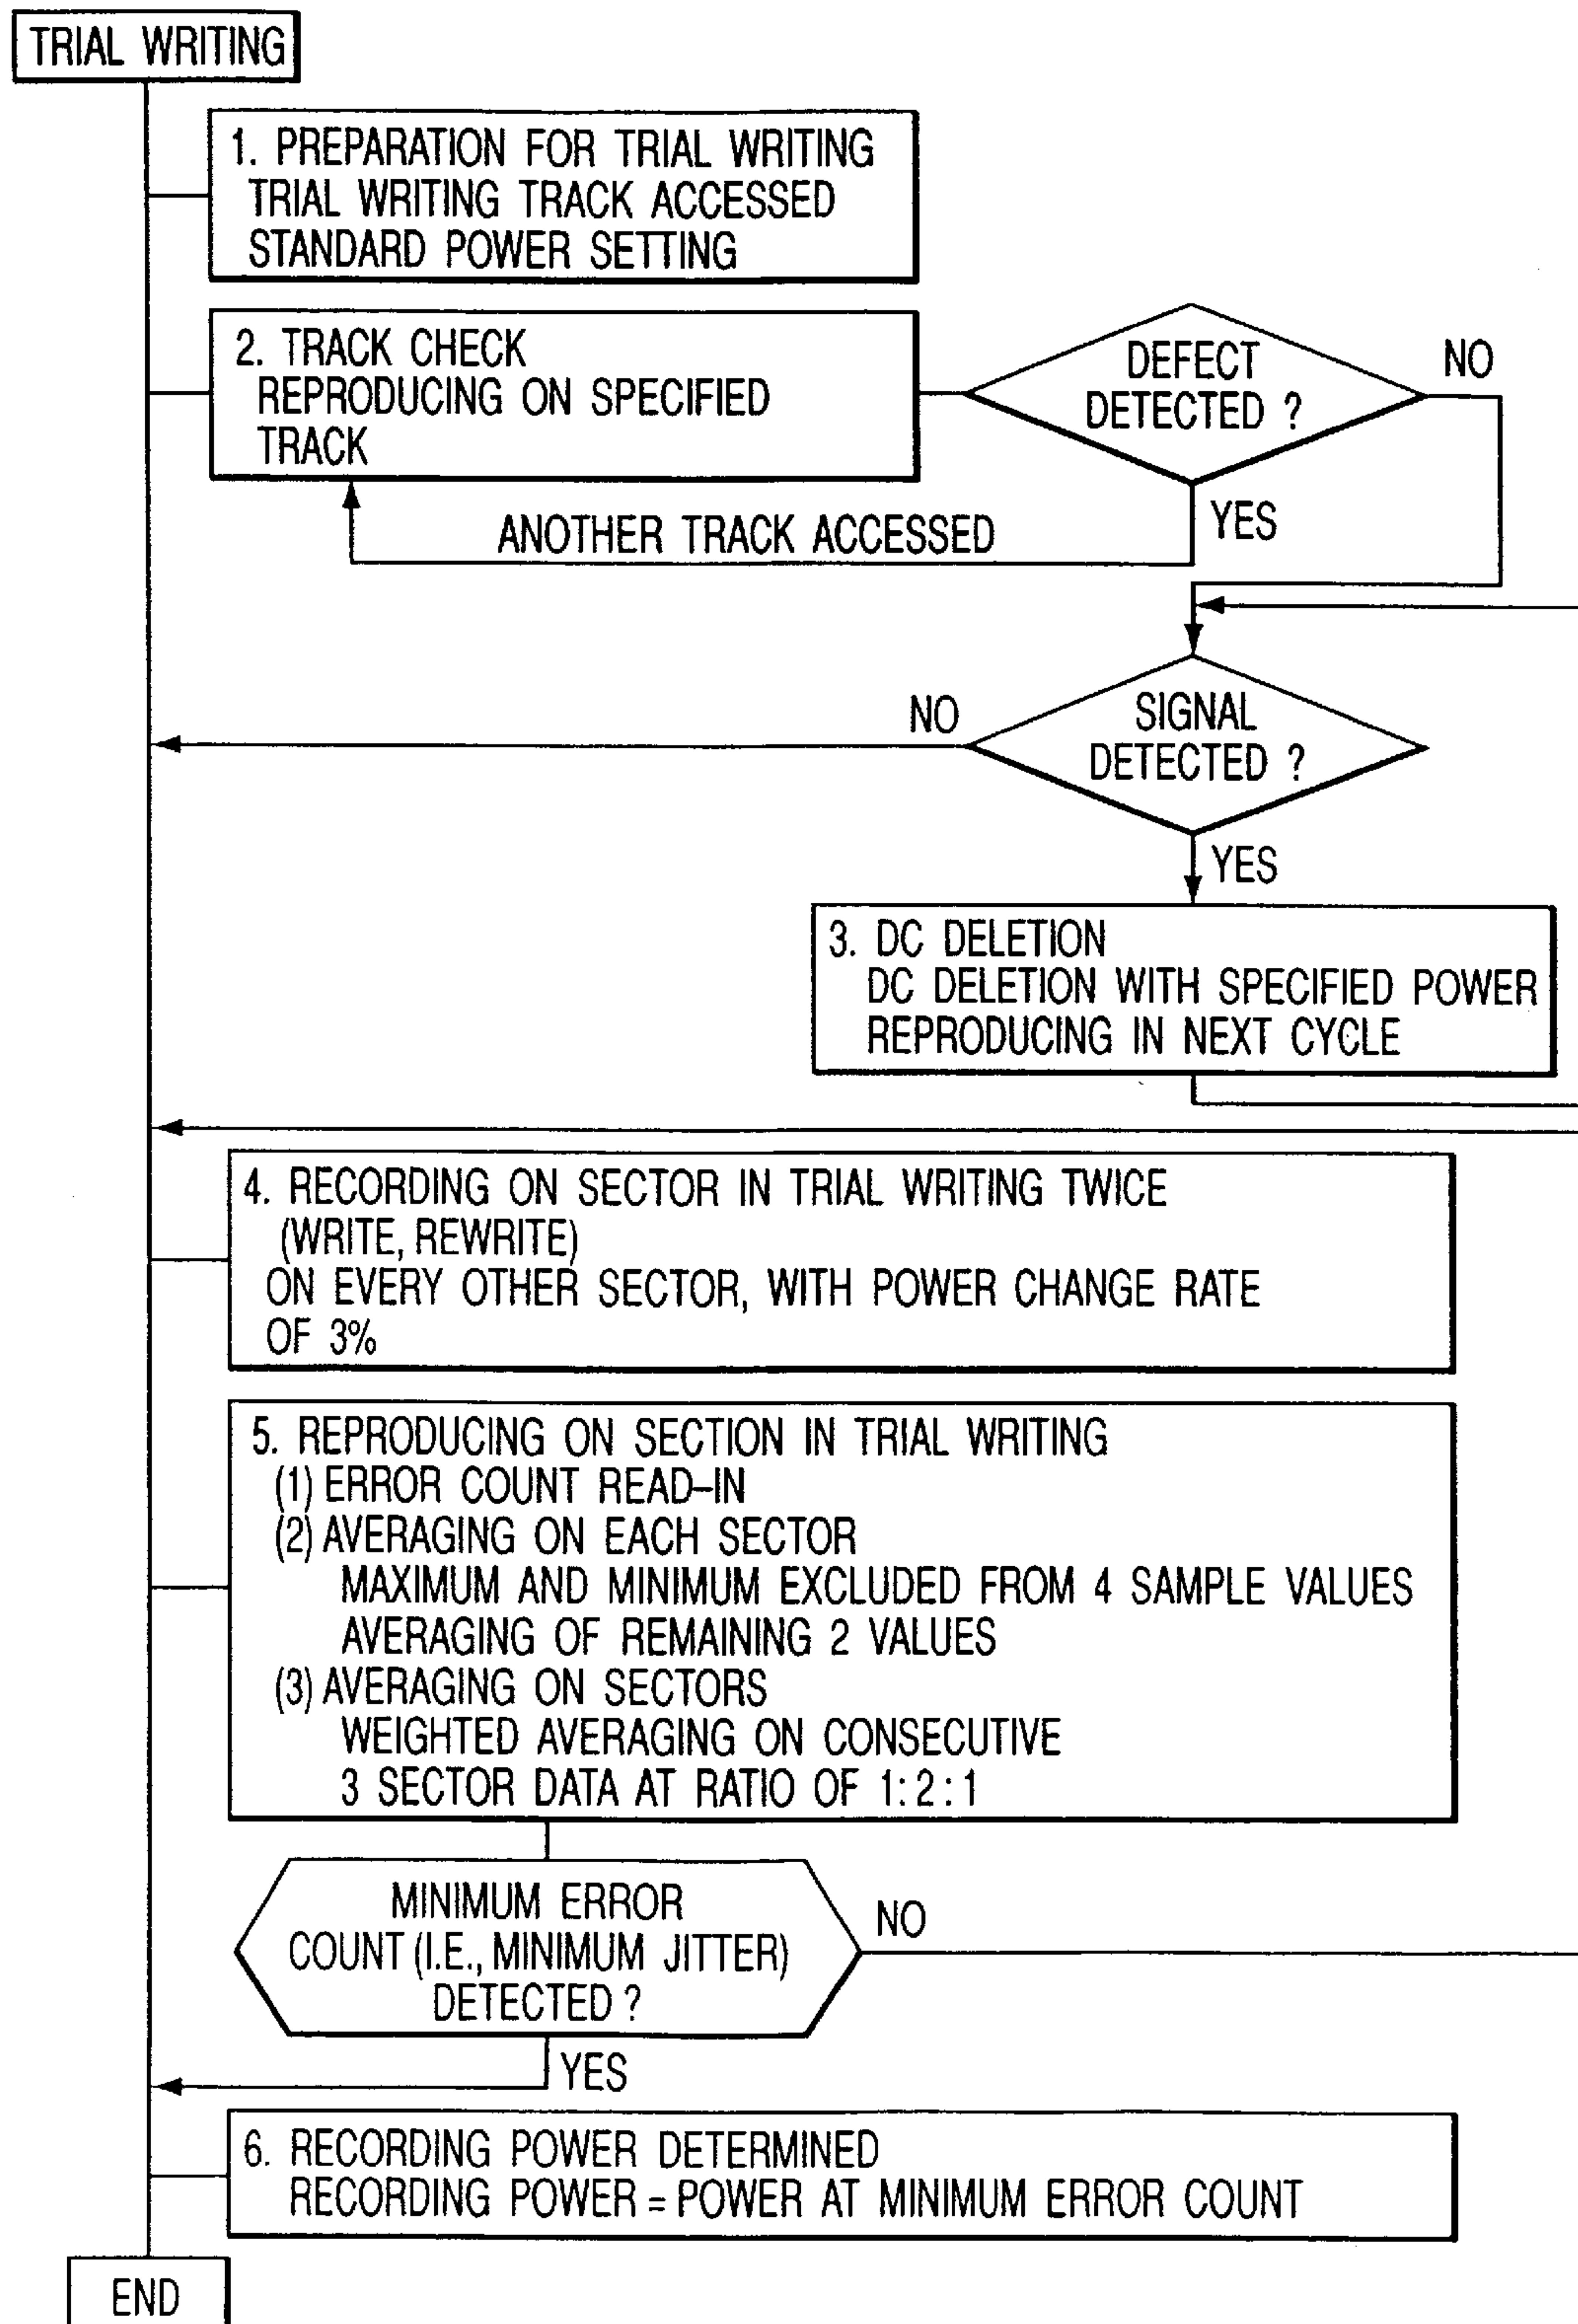 TRIAL WRITING
1. PREPARATION FOR TRIAL WRITING
TRIAL WRITING TRACK ACCESSED
STANDARD POWER SETTING
2. TRACK CHECK
REPRODUCING ON SPECIFIED
TRACK
DEFECT
DETECTED ?
NO
YES
ANOTHER TRACK ACCESSED
SIGNAL
DETECTED ?
NO
YES
3. DC DELETION
DC DELETION WITH SPECIFIED POWER
REPRODUCING IN NEXT CYCLE
4. RECORDING ON SECTOR IN TRIAL WRITING TWICE
(WRITE, REWRITE)
ON EVERY OTHER SECTOR, WITH POWER CHANGE RATE
OF 3%
5. REPRODUCING ON SECTION IN TRIAL WRITING
(1) ERROR COUNT READ-IN
(2) AVERAGING ON EACH SECTOR
MAXIMUM AND MINIMUM EXCLUDED FROM 4 SAMPLE VALUES
AVERAGING OF REMAINING 2 VALUES
(3) AVERAGING ON SECTORS
WEIGHTED AVERAGING ON CONSECUTIVE
3 SECTOR DATA AT RATIO OF 1:2:1
MINIMUM ERROR
COUNT (I.E., MINIMUM JITTER)
DETECTED ?
NO
YES
6. RECORDING POWER DETERMINED
RECORDING POWER = POWER AT MINIMUM ERROR COUNT
END